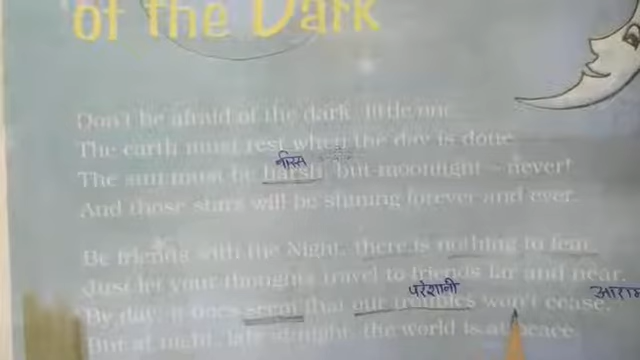 of the Dark
Don't be afraid of the dark, little one,
The earth must rest when the day is done.
नीरस
The sun must be harsh, but moonlight – never!
And those stars will be shining forever and ever.
Be friends with the Night, there is nothing to fear,
Just let your thoughts travel to friends far and near.
परेशानी आराम
By day, it does seem that our troubles won't cease,
But at night, late at night, the world is at peace.